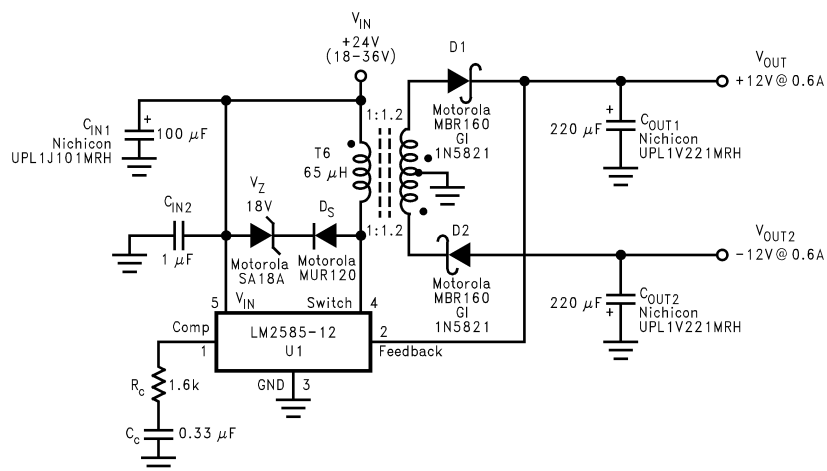 V_IN
+24V
(18-36V)
C_IN1
Nichicon
UPL1J101MRH
+
100 μF
T6
65 μH
1:1.2
1:1.2
D1
Motorola
MBR160
GI
1N5821
V_OUT
+12V@0.6A
+
220 μF
C_OUT1
Nichicon
UPL1V221MRH
C_IN2
1 μF
V_Z
18V
Motorola
SA18A
D_S
Motorola
MUR120
D2
Motorola
MBR160
GI
1N5821
V_OUT2
-12V@0.6A
220 μF
+
C_OUT2
Nichicon
UPL1V221MRH
5
V_IN
Switch
4
Comp
1
LM2585-12
U1
2
Feedback
GND
3
R_c
1.6k
C_c
0.33 μF